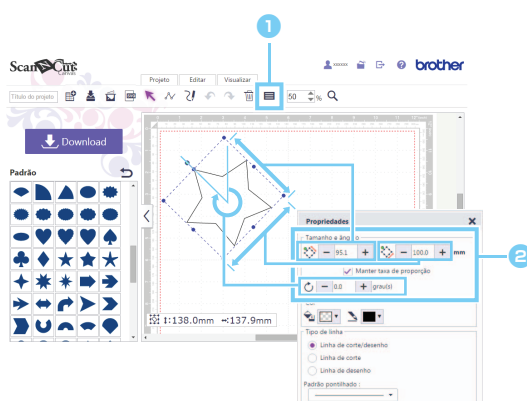 1
ScanNCut
Canvas
xxxxxx
brother
Projeto Editar Visualizar
Título do projeto
50 %
Download
Padrão
Propriedades
Tamanho e ângulo
95.1 100.0 mm
2
Manter taxa de proporção
0.0 grau(s)
Cor
↕:138.0mm ↔:137.9mm
Tipo de linha
Linha de corte/desenho
Linha de corte
Linha de desenho
Padrão pontilhado :